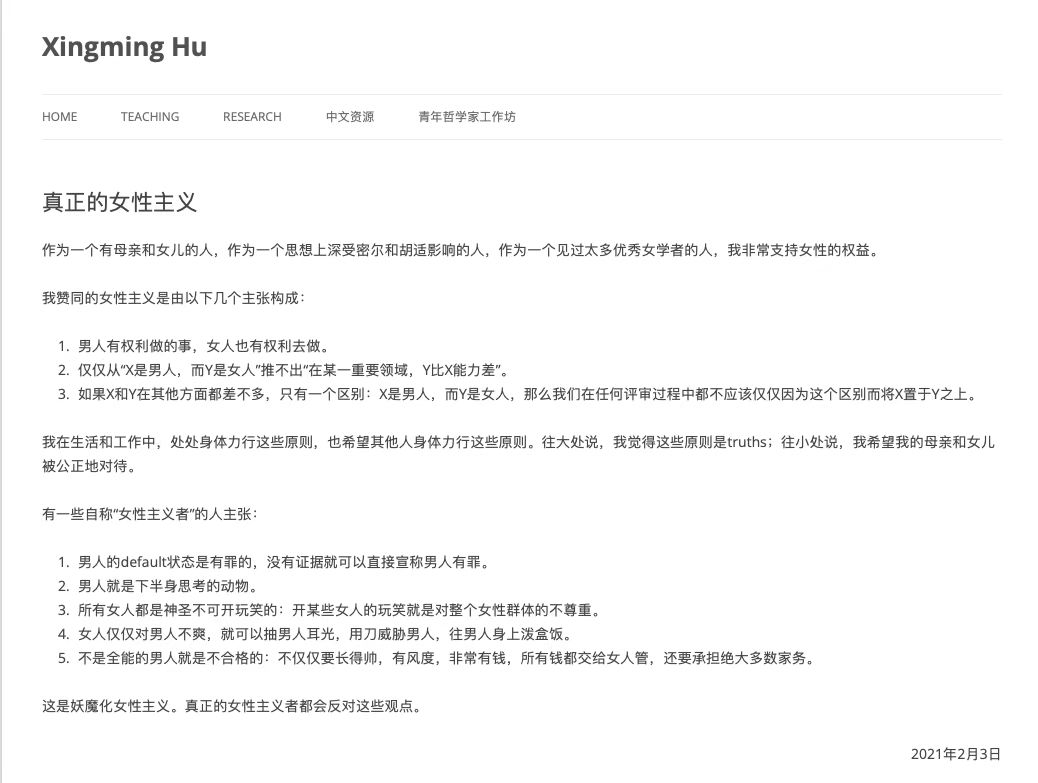 Xingming Hu
HOME TEACHING RESEARCH 中文资源 青年哲学家工作坊
真正的女性主义
作为一个有母亲和女儿的人，作为一个思想上深受密尔和胡适影响的人，作为一个见过太多优秀女学者的人，我非常支持女性的权益。
我赞同的女性主义是由以下几个主张构成：
1. 男人有权利做的事，女人也有权利去做。
2. 仅仅从“X是男人，而Y是女人”推不出“在某一重要领域，Y比X能力差”。
3. 如果X和Y在其他方面都差不多，只有一个区别：X是男人，而Y是女人，那么我们在任何评审过程中都不应该仅仅因为这个区别而将X置于Y之上。
我在生活和工作中，处处身体力行这些原则，也希望其他人身体力行这些原则。往大处说，我觉得这些原则是truths；往小处说，我希望我的母亲和女儿
被公正地对待。
有一些自称“女性主义者”的人主张：
1. 男人的default状态是有罪的，没有证据就可以直接宣称男人有罪。
2. 男人就是下半身思考的动物。
3. 所有女人都是神圣不可开玩笑的：开某些女人的玩笑就是对整个女性群体的不尊重。
4. 女人仅仅对男人不爽，就可以抽男人耳光，用刀威胁男人，往男人身上泼盒饭。
5. 不是全能的男人就是不合格的：不仅仅要长得帅，有风度，非常有钱，所有钱都交给女人管，还要承担绝大多数家务。
这是妖魔化女性主义。真正的女性主义者都会反对这些观点。
2021年2月3日